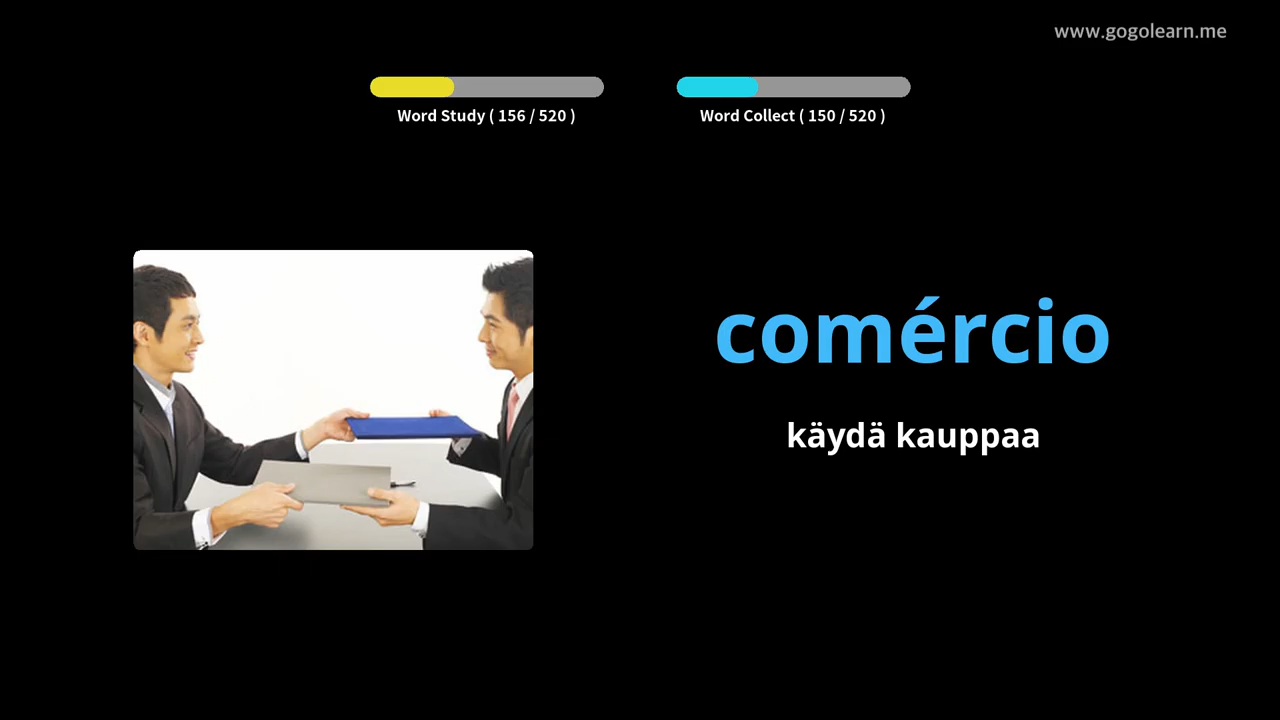 www.gogolearn.me
Word Study ( 156 / 520 )
Word Collect ( 150 / 520 )
comércio
käydä kauppaa